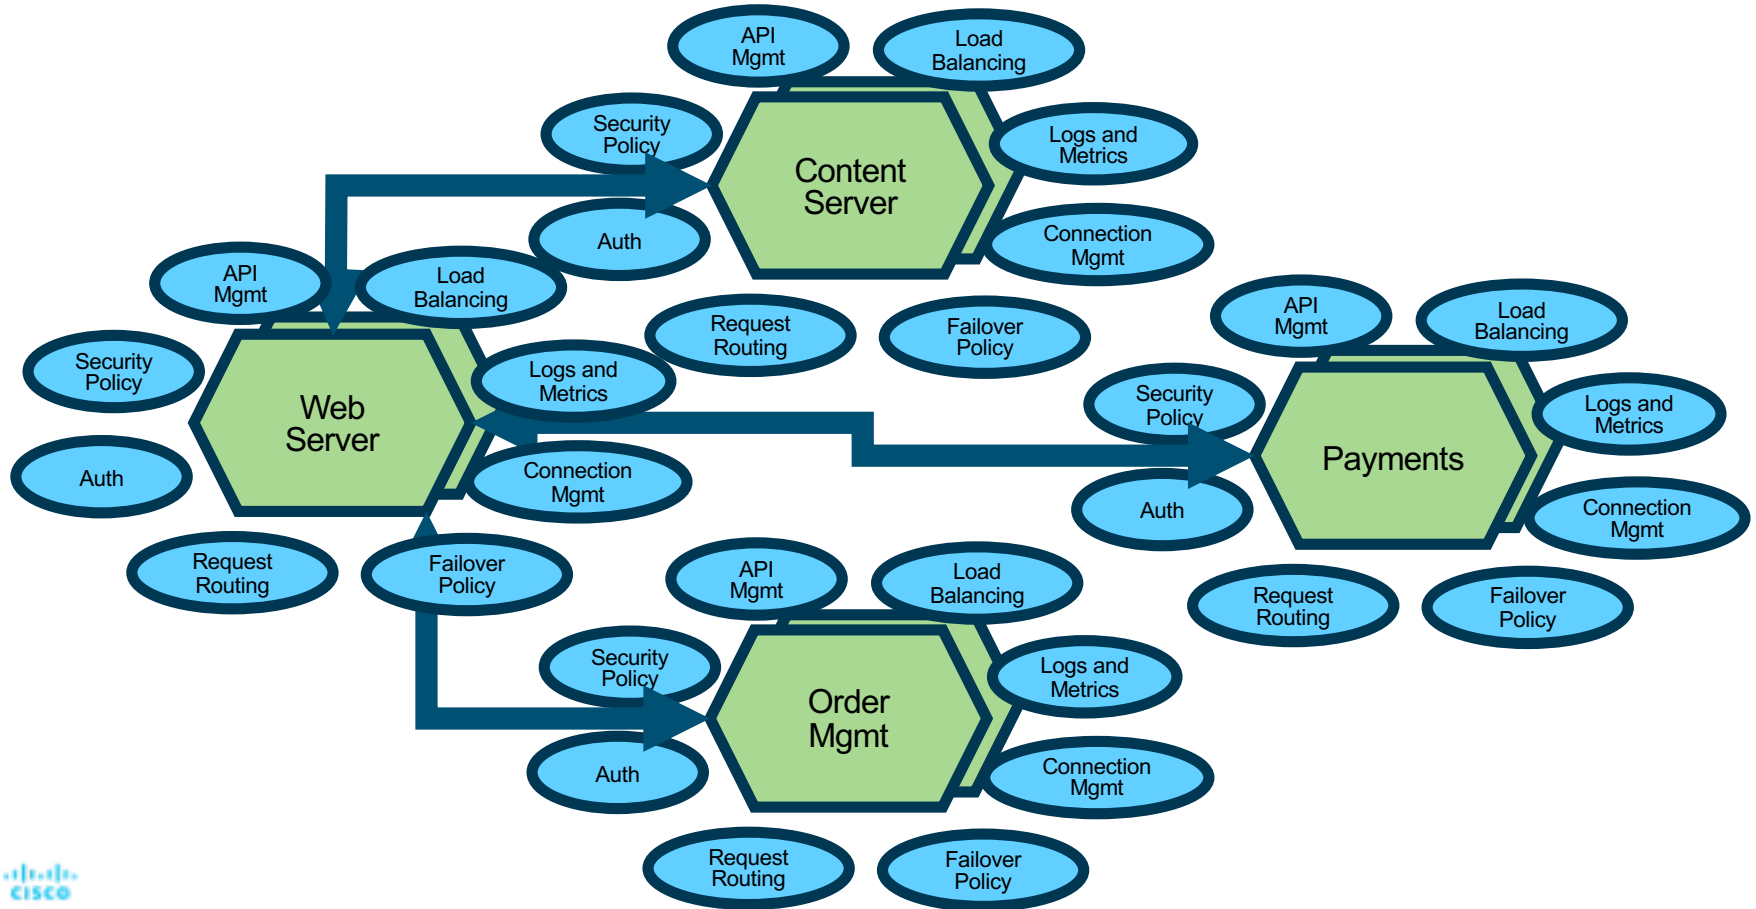 API
Mgmt
Load
Balancing
Security
Policy
Logs and
Metrics
Content
Server
Auth
Connection
Mgmt
Request
Routing
Failover
Policy
API
Mgmt
Load
Balancing
Security
Policy
Logs and
Metrics
Web
Server
Auth
Connection
Mgmt
Request
Routing
Failover
Policy
API
Mgmt
Load
Balancing
Security
Policy
Logs and
Metrics
Payments
Auth
Connection
Mgmt
Request
Routing
Failover
Policy
API
Mgmt
Load
Balancing
Security
Policy
Logs and
Metrics
Order
Mgmt
Auth
Connection
Mgmt
Request
Routing
Failover
Policy
CISCO